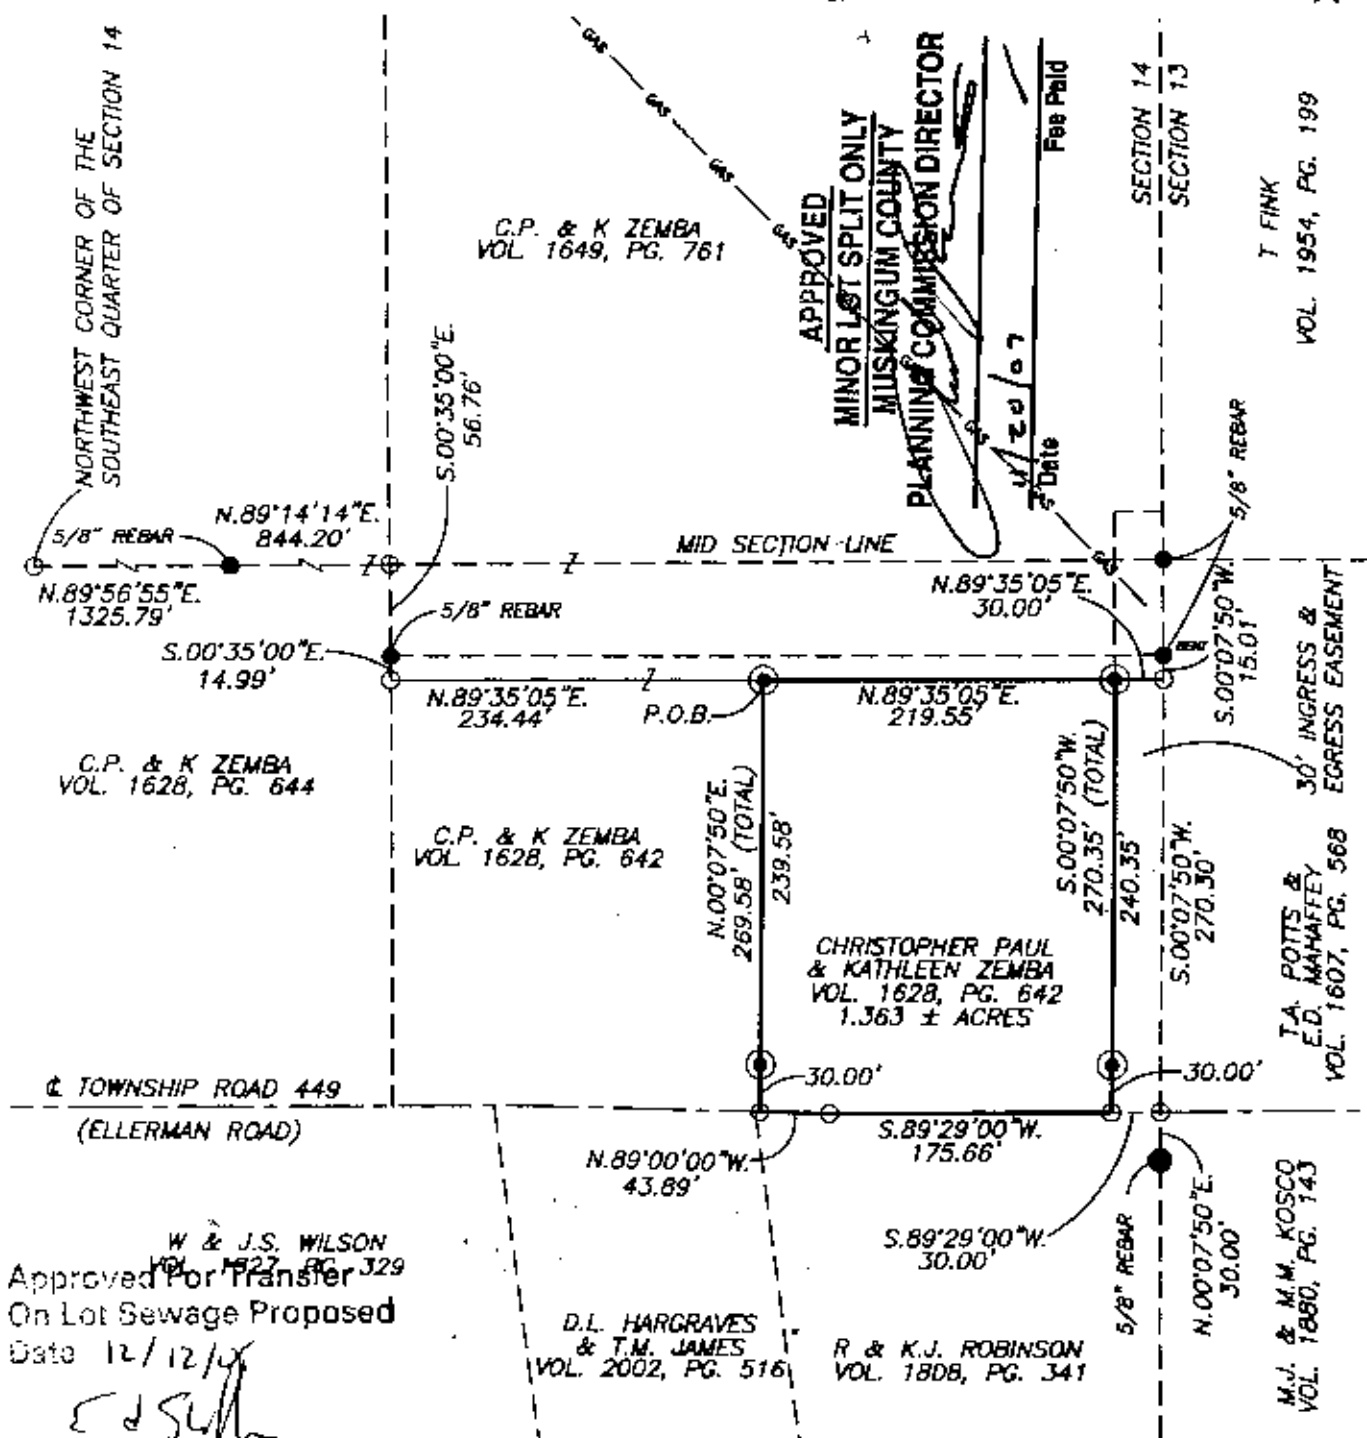 NORTHWEST CORNER OF THE
SOUTHEAST QUARTER OF SECTION 14
GAS
GAS
GAS
GAS
C.P. & K ZEMBA
VOL. 1649, PG. 761
APPROVED
MINOR LOT SPLIT ONLY
MUSKINGUM COUNTY
PLANNING COMMISSION DIRECTOR
Fee Paid
Date
SECTION 14
SECTION 13
T FINK
VOL. 1954, PG. 199
S.00°35'00"E.
56.76'
5/8" REBAR
N.89°14'14"E.
844.20'
5/8" REBAR
MID SECTION LINE
GAS
N.89°56'55"E.
1325.79'
5/8" REBAR
N.89°35'05"E.
30.00'
S.00°35'00"E.
14.99'
S.00°07'50"W.
15.01'
30' INGRESS &
EGRESS EASEMENT
N.89°35'05"E.
234.44'
P.O.B.
N.89°35'05"E.
219.55'
C.P. & K ZEMBA
VOL. 1628, PG. 644
C.P. & K ZEMBA
VOL. 1628, PG. 642
N.00°07'50"E.
269.58' (TOTAL)
239.58'
S.00°07'50"W.
270.35' (TOTAL)
240.35'
S.00°07'50"W.
270.30'
CHRISTOPHER PAUL
& KATHLEEN ZEMBA
VOL. 1628, PG. 642
1.363 ± ACRES
T.A. POTTS &
E.D. MAHAFFEY
VOL. 1607, PG. 568
30.00'
30.00'
℄ TOWNSHIP ROAD 449
(ELLERMAN ROAD)
N.89°00'00"W.
43.89'
S.89°29'00"W.
175.66'
S.89°29'00"W.
30.00'
5/8" REBAR
N.00°07'50"E.
30.00'
M.J. & M.M. KOSCO
VOL. 1880, PG. 143
W & J.S. WILSON
PG. 329
Approved For Transfer
On Lot Sewage Proposed
Date 12/12/
D.L. HARGRAVES
& T.M. JAMES
VOL. 2002, PG. 516
R & K.J. ROBINSON
VOL. 1808, PG. 341